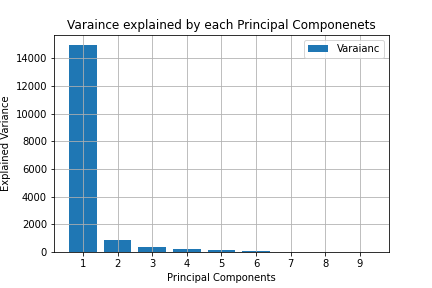 Varaince explained by each Principal Componenets
Varaianc
14000
12000
10000
8000
6000
4000
2000
0
Explained Variance
1 2 3 4 5 6 7 8 9
Principal Components